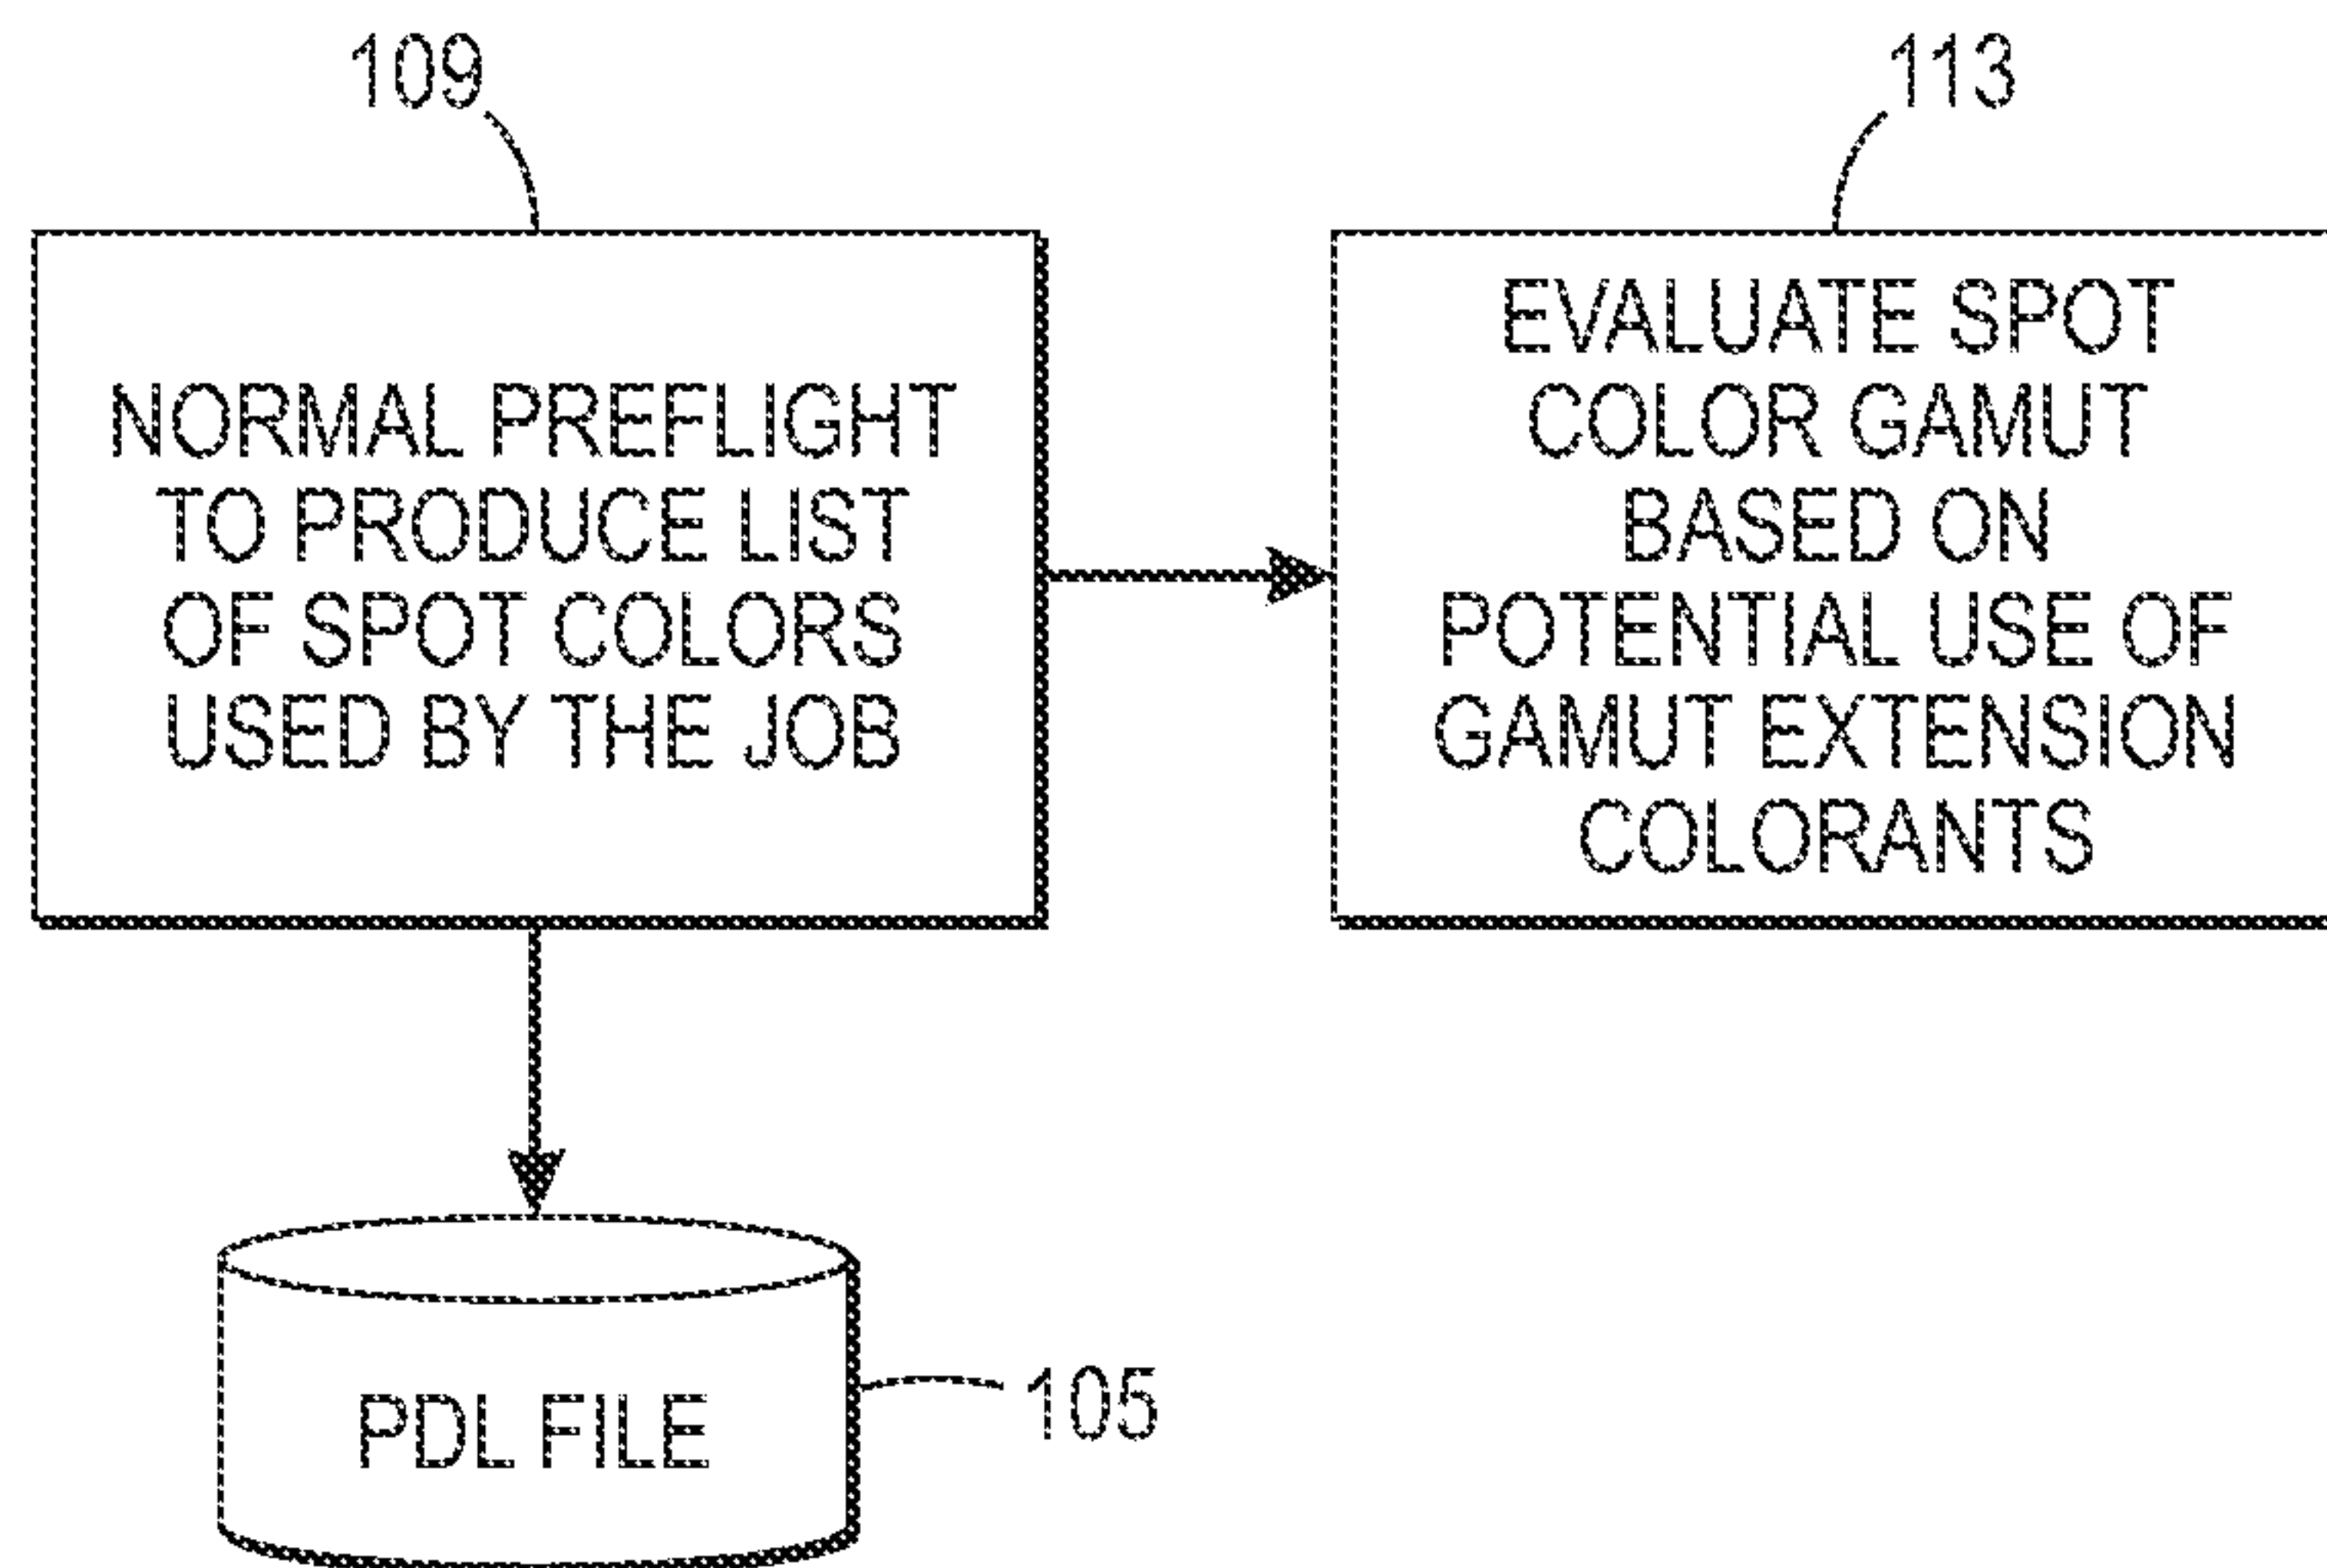 109
NORMAL PREFLIGHT
TO PRODUCE LIST
OF SPOT COLORS
USED BY THE JOB
113
EVALUATE SPOT
COLOR GAMUT
BASED ON
POTENTIAL USE OF
GAMUT EXTENSION
COLORANTS
PDL FILE
105